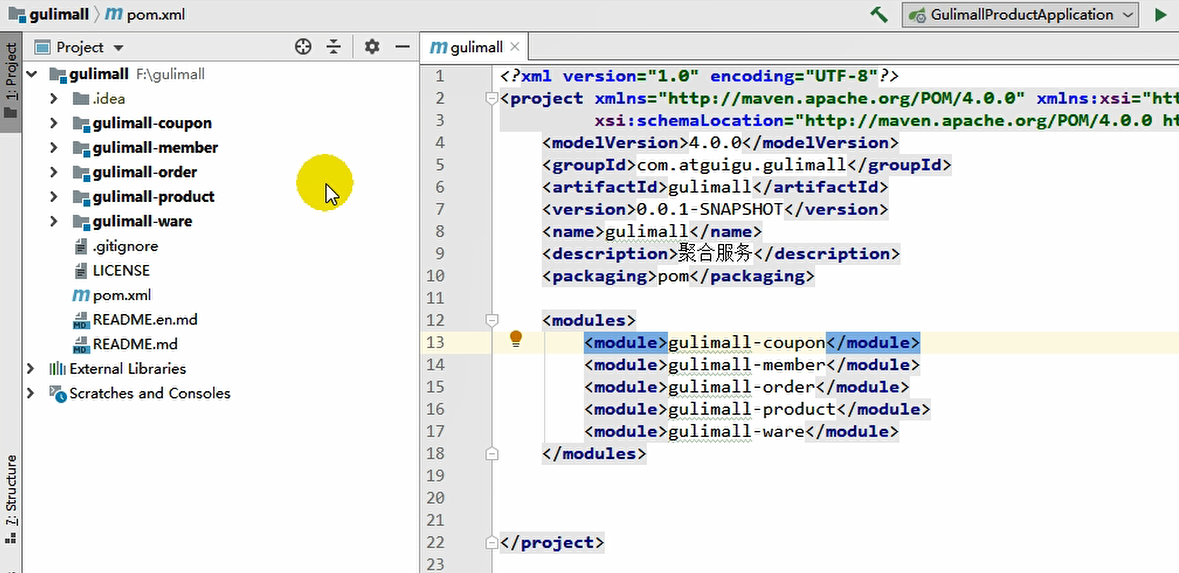 gulimall pom.xml GulimallProductApplication
Project gulimall
1: Project
gulimall F:\gulimall
.idea
gulimall-coupon
gulimall-member
gulimall-order
gulimall-product
gulimall-ware
.gitignore
LICENSE
pom.xml
README.en.md
README.md
External Libraries
Scratches and Consoles
7: Structure
1 <?xml version="1.0" encoding="UTF-8"?>
2 <project xmlns="http://maven.apache.org/POM/4.0.0" xmlns:xsi="htt
3 xsi:schemaLocation="http://maven.apache.org/POM/4.0.0 ht
4 <modelVersion>4.0.0</modelVersion>
5 <groupId>com.atguigu.gulimall</groupId>
6 <artifactId>gulimall</artifactId>
7 <version>0.0.1-SNAPSHOT</version>
8 <name>gulimall</name>
9 <description>聚合服务</description>
10 <packaging>pom</packaging>
11
12 <modules>
13 <module>gulimall-coupon</module>
14 <module>gulimall-member</module>
15 <module>gulimall-order</module>
16 <module>gulimall-product</module>
17 <module>gulimall-ware</module>
18 </modules>
19
20
21
22 </project>
23